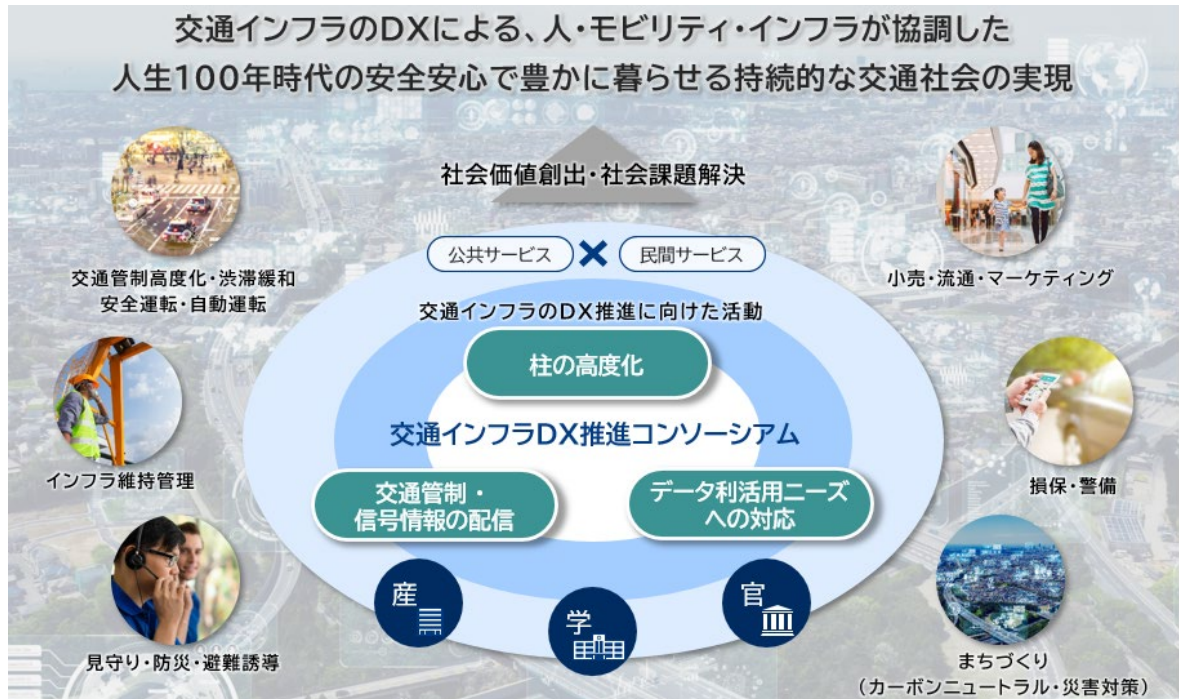 交通インフラのDXによる、人・モビリティ・インフラが協調した
人生100年時代の安全安心で豊かに暮らせる持続的な交通社会の実現
社会価値創出・社会課題解決
公共サービス × 民間サービス
交通管制高度化・渋滞緩和
安全運転・自動運転
小売・流通・マーケティング
交通インフラのDX推進に向けた活動
柱の高度化
交通インフラDX推進コンソーシアム
インフラ維持管理
交通管制・
信号情報の配信
データ利活用ニーズ
への対応
損保・警備
産
学
官
見守り・防災・避難誘導
まちづくり
(カーボンニュートラル・災害対策)